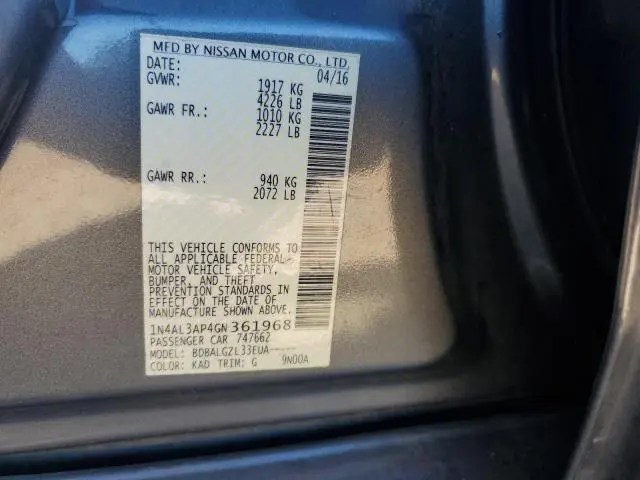 MFD BY NISSAN MOTOR CO., LTD.
DATE: 04/16
GVWR: 1917 KG
4226 LB
GAWR FR.: 1010 KG
2227 LB
GAWR RR.: 940 KG
2072 LB
THIS VEHICLE CONFORMS TO
ALL APPLICABLE FEDERAL
MOTOR VEHICLE SAFETY,
BUMPER, AND THEFT
PREVENTION STANDARDS IN
EFFECT ON THE DATE OF
MANUFACTURE SHOWN ABOVE.
1N4AL3AP4GN361968
PASSENGER CAR 747662
MODEL: BDBALGZL33EUA-----
COLOR: KAD TRIM: G 9N00A